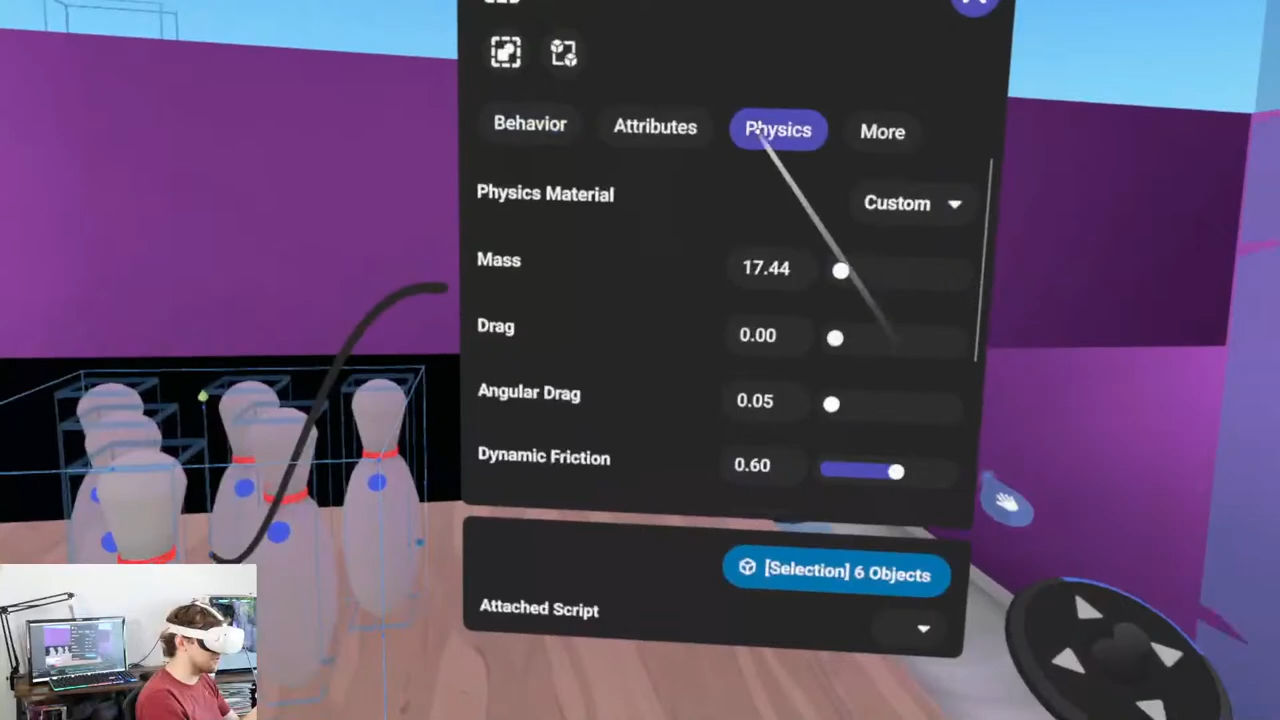 Behavior
Attributes
Physics
More
Physics Material
Custom
Mass
17.44
Drag
0.00
Angular Drag
0.05
Dynamic Friction
0.60
[Selection] 6 Objects
Attached Script